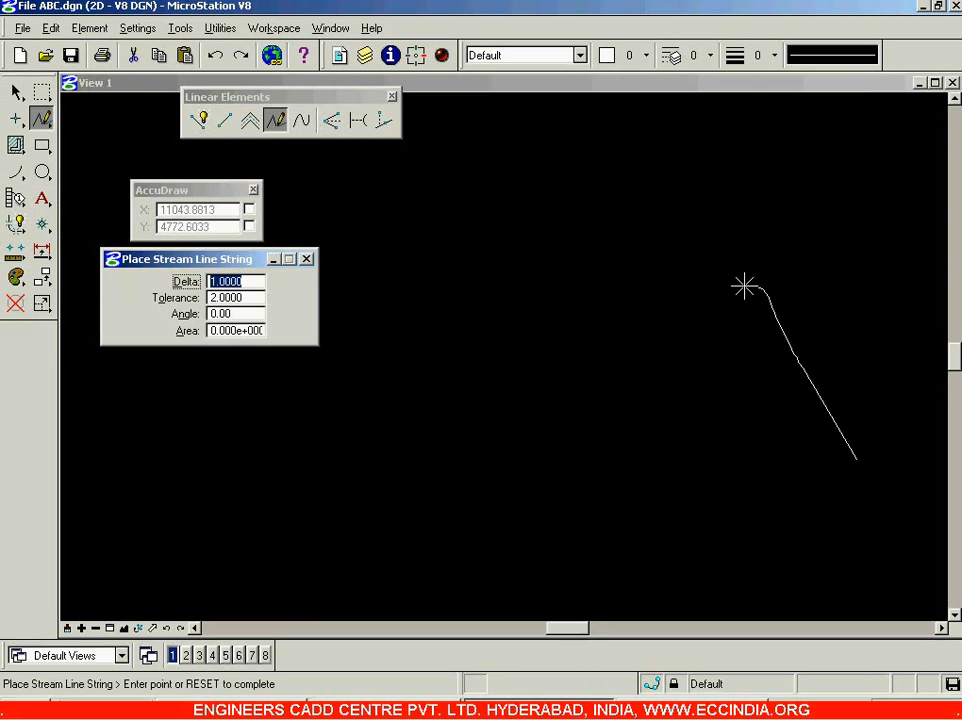 File ABC.dgn (2D - V8 DGN) - MicroStation V8
File Edit Element Settings Tools Utilities Workspace Window Help
Default 0 0 0
View 1
Linear Elements
AccuDraw
X: 11043.8813
Y: 4772.6033
Place Stream Line String
Delta: 1.0000
Tolerance: 2.0000
Angle: 0.00
Area: 0.000e+000
Default Views 1 2 3 4 5 6 7 8
Place Stream Line String > Enter point or RESET to complete Default
ENGINEERS CADD CENTRE PVT. LTD. HYDERABAD, INDIA, WWW.ECCINDIA.ORG